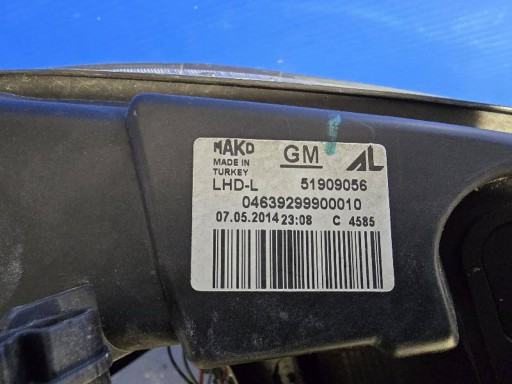 MAKO GM AL
MADE IN
TURKEY
LHD-L 51909056
04639299900010
07.05.2014 23:08 C 4585